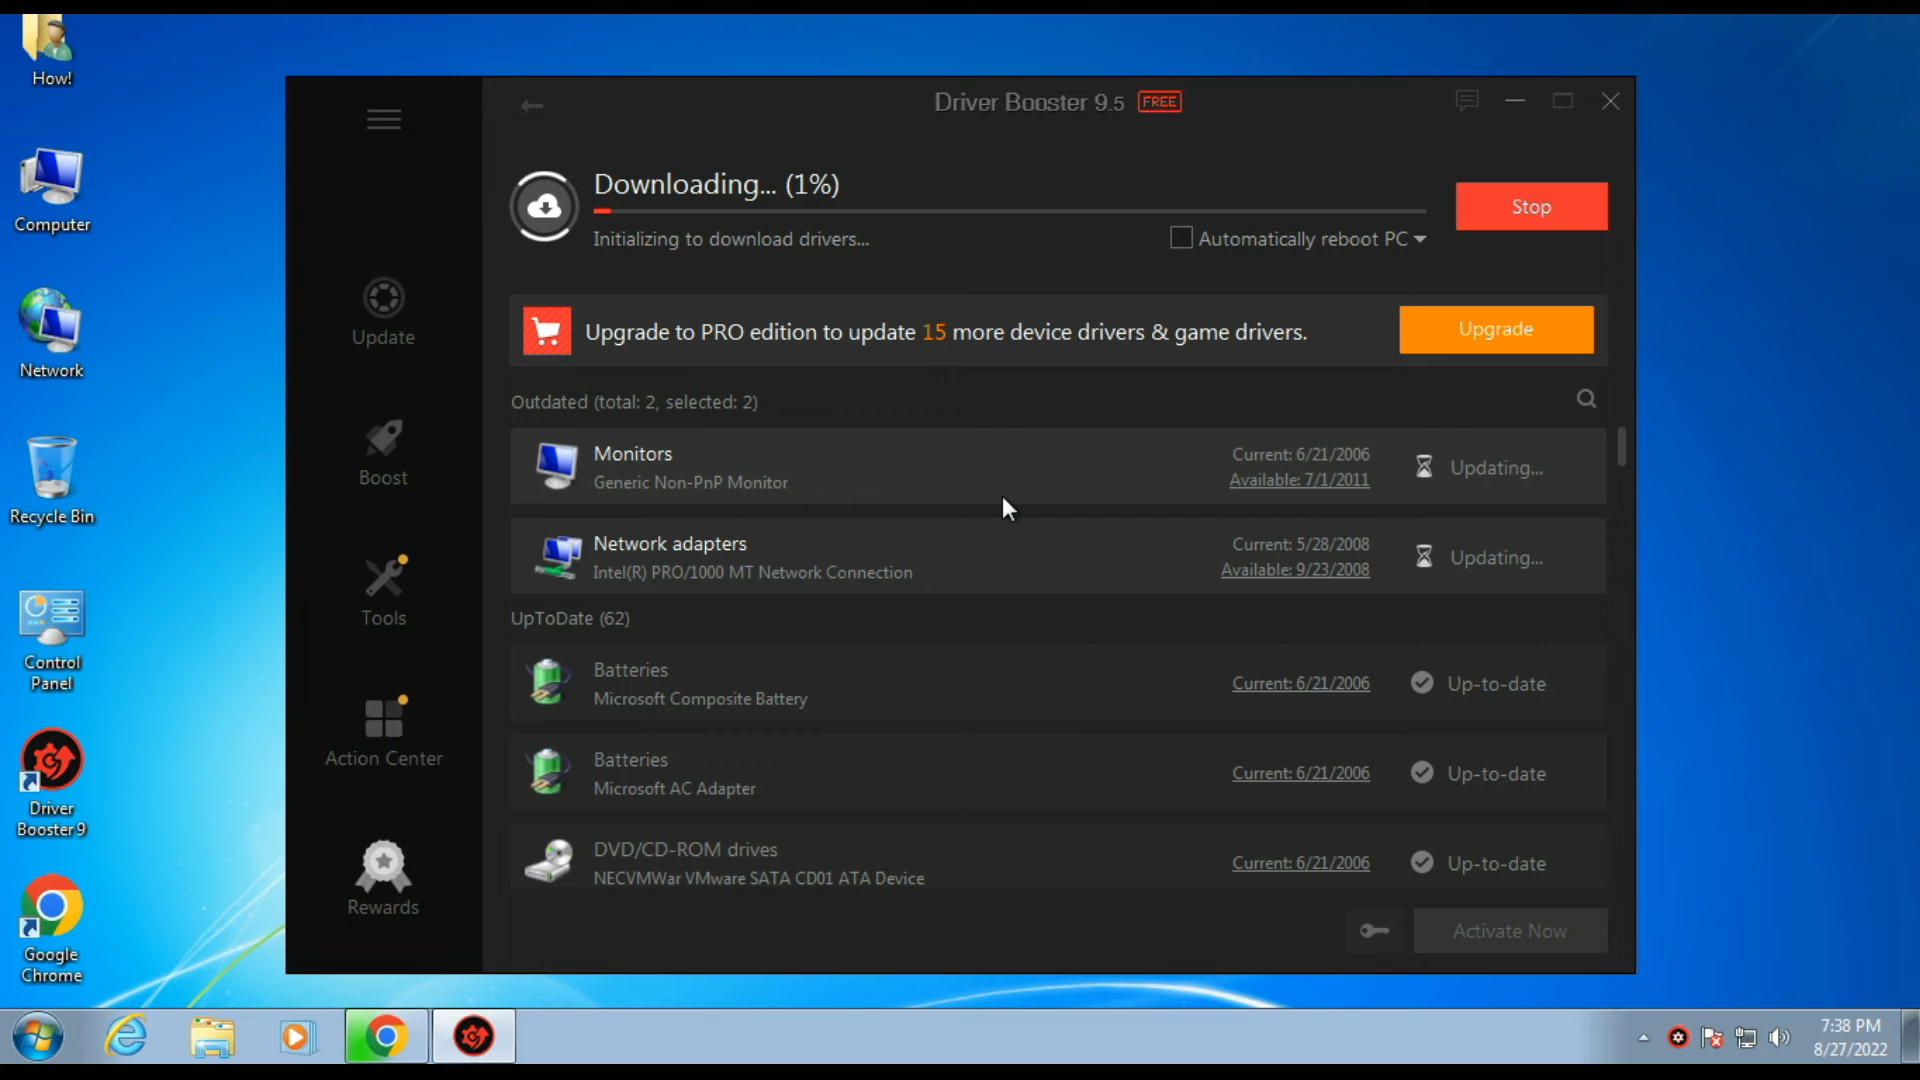 How!
Computer
Network
Recycle Bin
Control
Panel
Driver
Booster 9
Google
Chrome
Driver Booster 9.5 FREE
Downloading... (1%)
Stop
Initializing to download drivers...
Automatically reboot PC
Upgrade to PRO edition to update 15 more device drivers & game drivers.
Upgrade
Update
Boost
Tools
Action Center
Rewards
Outdated (total: 2, selected: 2)
Monitors
Generic Non-PnP Monitor
Current: 6/21/2006
Available: 7/1/2011
Updating...
Network adapters
Intel(R) PRO/1000 MT Network Connection
Current: 5/28/2008
Available: 9/23/2008
Updating...
UpToDate (62)
Batteries
Microsoft Composite Battery
Current: 6/21/2006
Up-to-date
Batteries
Microsoft AC Adapter
Current: 6/21/2006
Up-to-date
DVD/CD-ROM drives
NECVMWar VMware SATA CD01 ATA Device
Current: 6/21/2006
Up-to-date
Activate Now
7:38 PM
8/27/2022